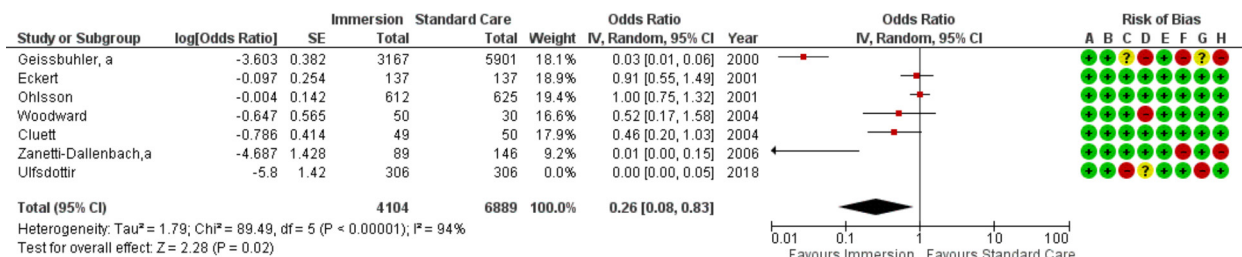 Immersion Standard Care Odds Ratio Odds Ratio Risk of Bias
Study or Subgroup log[Odds Ratio] SE Total Total Weight IV, Random, 95% CI Year IV, Random, 95% CI A B C D E F G H
Geissbuhler, a -3.603 0.382 3167 5901 18.1% 0.03 [0.01, 0.06] 2000 + + ? - + - ? -
Eckert -0.097 0.254 137 137 18.9% 0.91 [0.55, 1.49] 2001 + + + + + + + +
Ohlsson -0.004 0.142 612 625 19.4% 1.00 [0.75, 1.32] 2001 + + + + + + + +
Woodward -0.647 0.565 50 30 16.6% 0.52 [0.17, 1.58] 2004 + + + - + + + +
Cluett -0.786 0.414 49 50 17.9% 0.46 [0.20, 1.03] 2004 + + + + + + + +
Zanetti-Dallenbach,a -4.687 1.428 89 146 9.2% 0.01 [0.00, 0.15] 2006 + + + + + - + -
Ulfsdottir -5.8 1.42 306 306 0.0% 0.00 [0.00, 0.05] 2018 + + - ? + + - +
Total (95% CI) 4104 6889 100.0% 0.26 [0.08, 0.83]
Heterogeneity: Tau² = 1.79; Chi² = 89.49, df = 5 (P < 0.00001); I² = 94%
Test for overall effect: Z = 2.28 (P = 0.02)
0.01 0.1 1 10 100
Favours Immersion Favours Standard Care